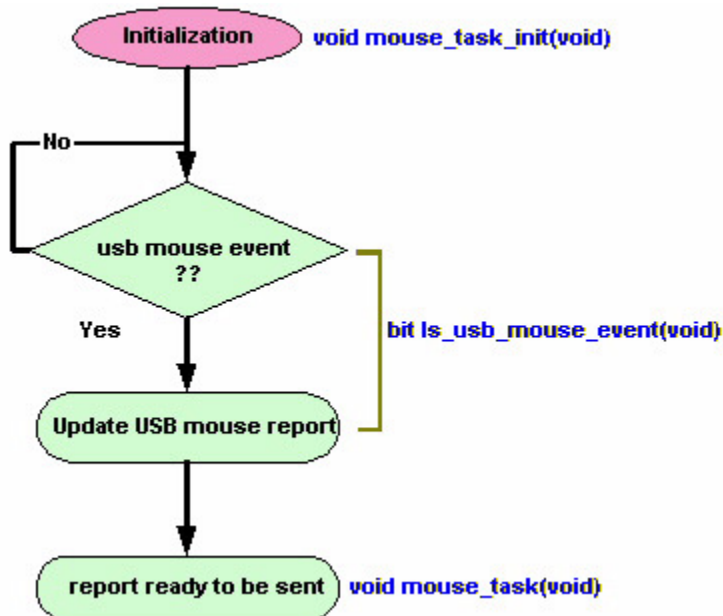 Initialization
void mouse_task_init(void)
No
usb mouse event
??
Yes
bit Is_usb_mouse_event(void)
Update USB mouse report
report ready to be sent
void mouse_task(void)